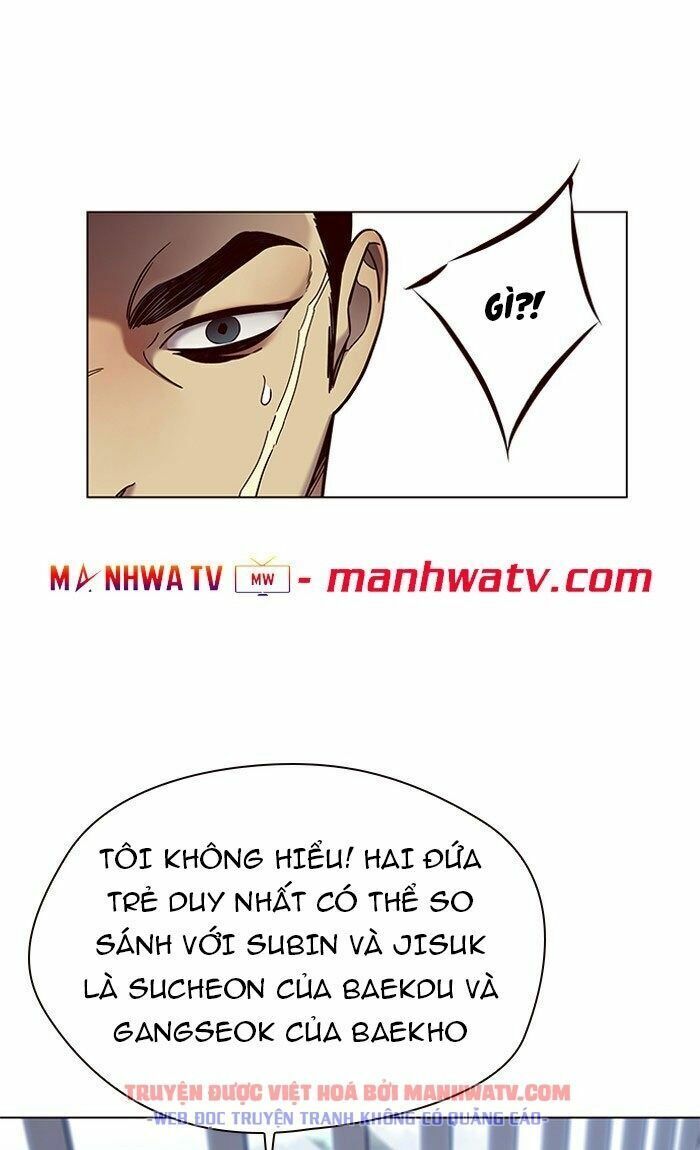 GÌ?!
MANHWA TV MW - manhwatv.com
TÔI KHÔNG HIỂU! HAI ĐỨA
TRẺ DUY NHẤT CÓ THỂ SO
SÁNH VỚI SUBIN VÀ JISUK
LÀ SUCHEON CỦA BAEKDU VÀ
GANGSEOK CỦA BAEKHO
TRUYỆN ĐƯỢC VIỆT HOÁ BỞI MANHWATV.COM
-WEB ĐỌC TRUYỆN TRANH KHÔNG CÓ QUẢNG CÁO-